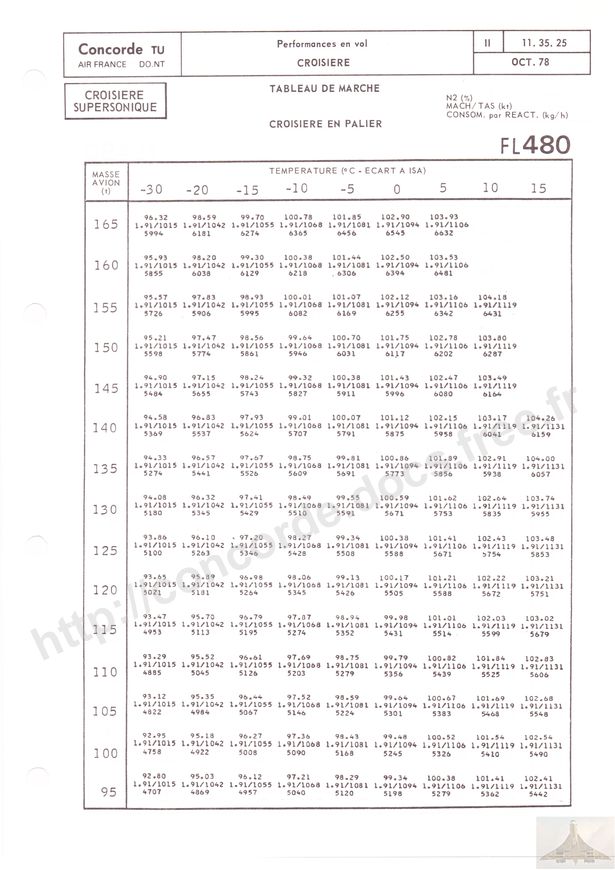 Concorde TU
AIR FRANCE DO.NT
Performances en vol
CROISIERE
II
11. 35. 25
OCT. 78
CROISIERE
SUPERSONIQUE
TABLEAU DE MARCHE
CROISIERE EN PALIER
N2 (%)
MACH/TAS (kt)
CONSOM. par REACT. (kg/h)
FL480
MASSE
AVION
(t)
TEMPERATURE (°C - ECART A ISA)
-30 -20 -15 -10 -5 0 5 10 15
96.32 98.59 99.70 100.78 101.85 102.90 103.93
165 1.91/1015 1.91/1042 1.91/1055 1.91/1068 1.91/1081 1.91/1094 1.91/1106
5994 6181 6274 6365 6456 6545 6632
95.93 98.20 99.30 100.38 101.44 102.50 103.53
160 1.91/1015 1.91/1042 1.91/1055 1.91/1068 1.91/1081 1.91/1094 1.91/1106
5855 6038 6129 6218 6306 6394 6481
95.57 97.83 98.93 100.01 101.07 102.12 103.16 104.18
155 1.91/1015 1.91/1042 1.91/1055 1.91/1068 1.91/1081 1.91/1094 1.91/1106 1.91/1119
5726 5906 5995 6082 6169 6255 6342 6431
95.21 97.47 98.56 99.64 100.70 101.75 102.78 103.80
150 1.91/1015 1.91/1042 1.91/1055 1.91/1068 1.91/1081 1.91/1094 1.91/1106 1.91/1119
5598 5774 5861 5946 6031 6117 6202 6287
94.90 97.15 98.24 99.32 100.38 101.43 102.47 103.49
145 1.91/1015 1.91/1042 1.91/1055 1.91/1068 1.91/1081 1.91/1094 1.91/1106 1.91/1119
5484 5655 5743 5827 5911 5996 6080 6164
94.58 96.83 97.93 99.01 100.07 101.12 102.15 103.17 104.26
140 1.91/1015 1.91/1042 1.91/1055 1.91/1068 1.91/1081 1.91/1094 1.91/1106 1.91/1119 1.91/1131
5369 5537 5624 5707 5791 5875 5958 6041 6159
94.33 96.57 97.67 98.75 99.81 100.86 101.89 102.91 104.00
135 1.91/1015 1.91/1042 1.91/1055 1.91/1068 1.91/1081 1.91/1094 1.91/1106 1.91/1119 1.91/1131
5274 5441 5526 5609 5691 5773 5856 5938 6057
94.08 96.32 97.41 98.49 99.55 100.59 101.62 102.64 103.74
130 1.91/1015 1.91/1042 1.91/1055 1.91/1068 1.91/1081 1.91/1094 1.91/1106 1.91/1119 1.91/1131
5180 5345 5429 5510 5591 5671 5753 5835 5955
93.86 96.10 97.20 98.27 99.34 100.38 101.41 102.43 103.48
125 1.91/1015 1.91/1042 1.91/1055 1.91/1068 1.91/1081 1.91/1094 1.91/1106 1.91/1119 1.91/1131
5100 5263 5346 5428 5508 5588 5671 5754 5853
93.65 95.89 96.98 98.06 99.13 100.17 101.21 102.22 103.21
120 1.91/1015 1.91/1042 1.91/1055 1.91/1068 1.91/1081 1.91/1094 1.91/1106 1.91/1119 1.91/1131
5021 5181 5264 5345 5426 5505 5588 5672 5751
93.47 95.70 96.79 97.87 98.94 99.98 101.01 102.03 103.02
115 1.91/1015 1.91/1042 1.91/1055 1.91/1068 1.91/1081 1.91/1094 1.91/1106 1.91/1119 1.91/1131
4953 5113 5195 5274 5352 5431 5514 5599 5679
93.29 95.52 96.61 97.69 98.75 99.79 100.82 101.84 102.83
110 1.91/1015 1.91/1042 1.91/1055 1.91/1068 1.91/1081 1.91/1094 1.91/1106 1.91/1119 1.91/1131
4885 5045 5126 5203 5279 5356 5439 5525 5606
93.12 95.35 96.44 97.52 98.59 99.64 100.67 101.69 102.68
105 1.91/1015 1.91/1042 1.91/1055 1.91/1068 1.91/1081 1.91/1094 1.91/1106 1.91/1119 1.91/1131
4822 4984 5067 5146 5224 5301 5383 5468 5548
92.95 95.18 96.27 97.36 98.43 99.48 100.52 101.54 102.54
100 1.91/1015 1.91/1042 1.91/1055 1.91/1068 1.91/1081 1.91/1094 1.91/1106 1.91/1119 1.91/1131
4758 4922 5008 5090 5168 5245 5326 5410 5490
92.80 95.03 96.12 97.21 98.29 99.34 100.38 101.41 102.41
95 1.91/1015 1.91/1042 1.91/1055 1.91/1068 1.91/1081 1.91/1094 1.91/1106 1.91/1119 1.91/1131
4707 4869 4957 5040 5120 5198 5279 5362 5442
http://concorde-docs.free.fr